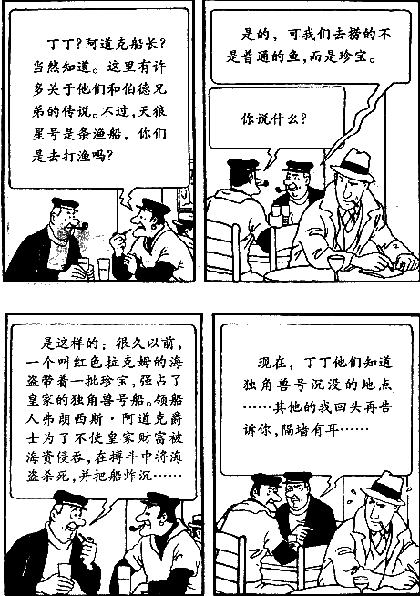 丁丁?阿道克船长?
当然知道。这里有许
多关于他们和伯德兄
弟的传说。不过,天狼
星号是条渔船,你们
是去打渔吗?
是的,可我们去捞的不
是普通的鱼,而是珍宝。
你说什么?
是这样的:很久以前,
一个叫红色拉克姆的海
盗带着一批珍宝,强占了
皇家的独角兽号船。领船
人弗朗西斯·阿道克爵
士为了不使皇家财富被
海资侵吞,在搏斗中将海
盗杀死,并把船炸沉……
现在,丁丁他们知道
独角兽号沉没的地点
……其他的我回头再告
诉你,隔墙有耳……